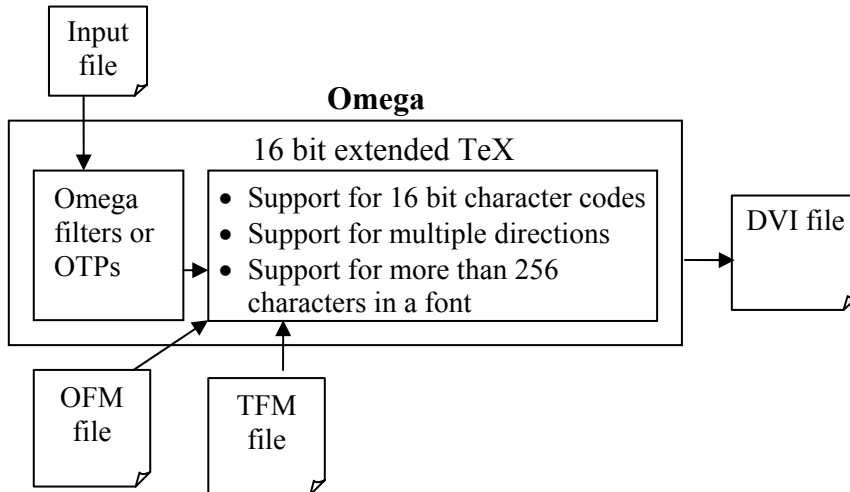 Input
file
Omega
16 bit extended TeX
Omega
filters or
OTPs
• Support for 16 bit character codes
• Support for multiple directions
• Support for more than 256
characters in a font
DVI file
OFM
file
TFM
file